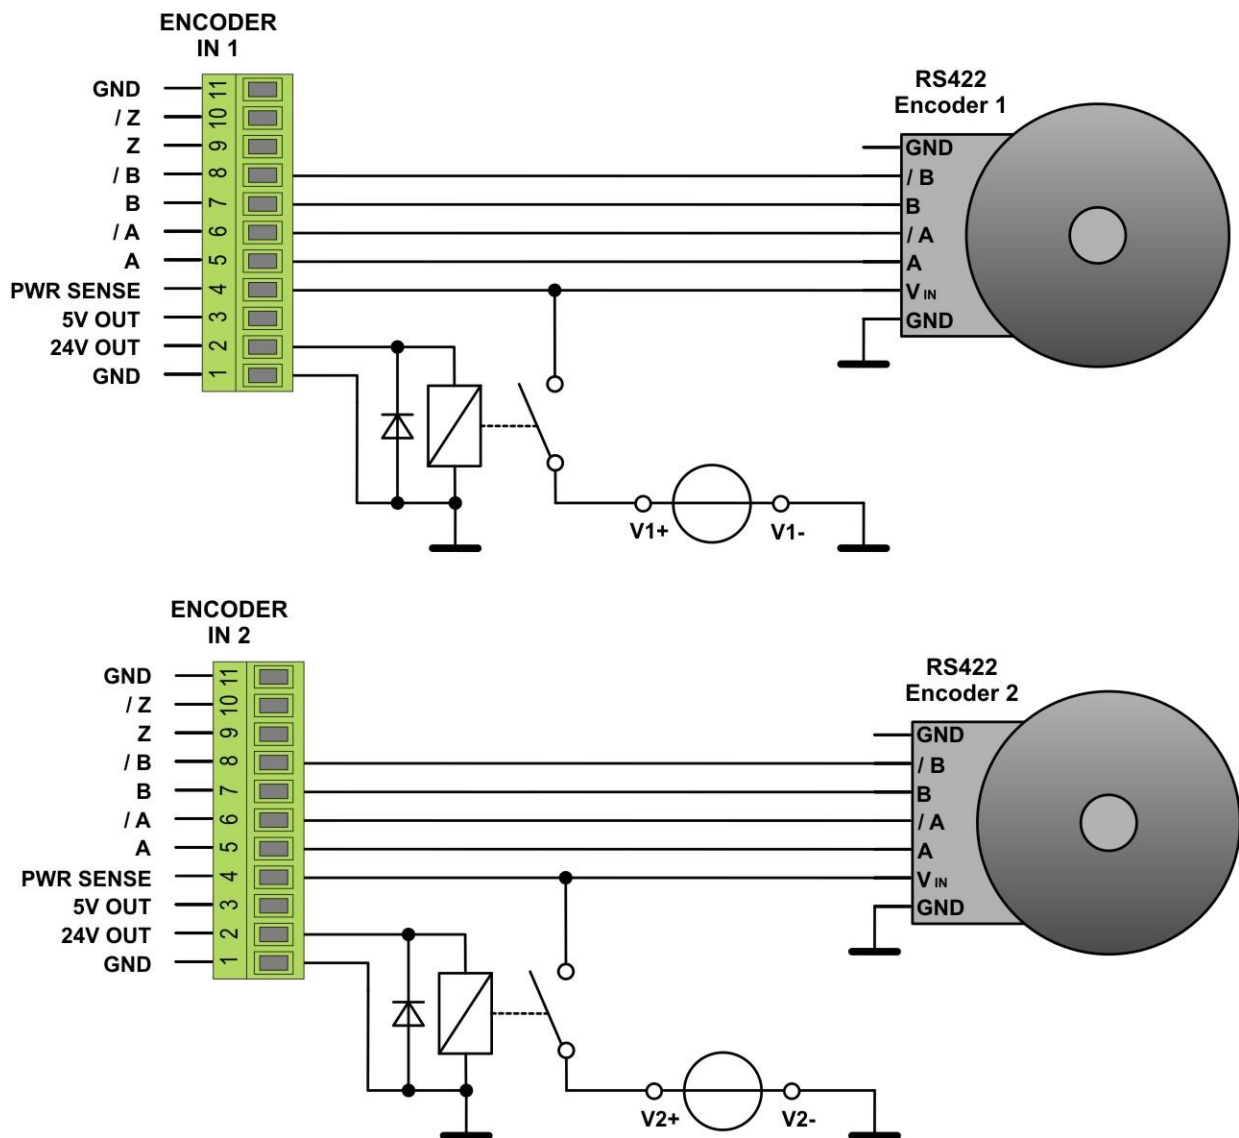 ENCODER
IN 1
GND 11
/ Z 10
Z 9
/ B 8
B 7
/ A 6
A 5
PWR SENSE 4
5V OUT 3
24V OUT 2
GND 1
RS422
Encoder 1
GND
/ B
B
/ A
A
V IN
GND
V1+ V1-
ENCODER
IN 2
GND 11
/ Z 10
Z 9
/ B 8
B 7
/ A 6
A 5
PWR SENSE 4
5V OUT 3
24V OUT 2
GND 1
RS422
Encoder 2
GND
/ B
B
/ A
A
V IN
GND
V2+ V2-